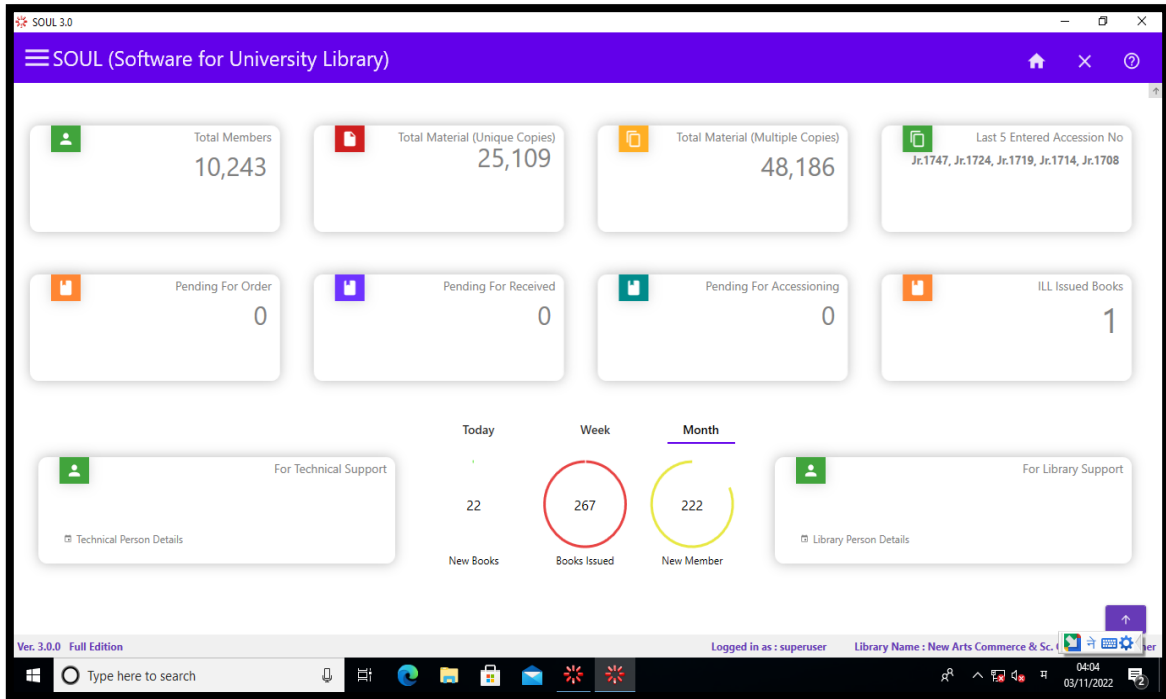 SOUL 3.0
SOUL (Software for University Library)
Total Members
10,243
Total Material (Unique Copies)
25,109
Total Material (Multiple Copies)
48,186
Last 5 Entered Accession No
Jr.1747, Jr.1724, Jr.1719, Jr.1714, Jr.1708
Pending For Order
0
Pending For Received
0
Pending For Accessioning
0
ILL Issued Books
1
Today Week Month
For Technical Support
Technical Person Details
22
New Books
267
Books Issued
222
New Member
For Library Support
Library Person Details
Ver. 3.0.0 Full Edition
Logged in as : superuser
Library Name : New Arts Commerce & Sc.
ने
Type here to search
म
04:04
03/11/2022
2